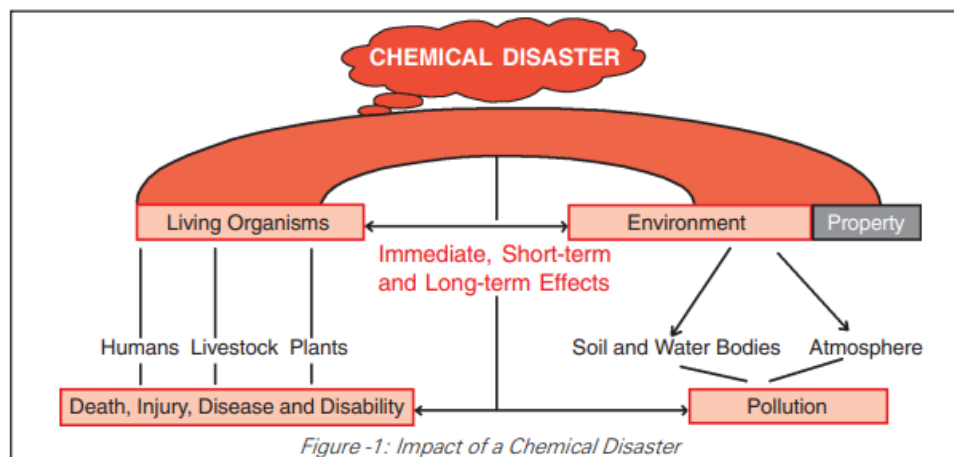 CHEMICAL DISASTER
Living Organisms
Environment
Property
Immediate, Short-term
and Long-term Effects
Humans Livestock Plants
Soil and Water Bodies
Atmosphere
Death, Injury, Disease and Disability
Pollution
Figure -1: Impact of a Chemical Disaster